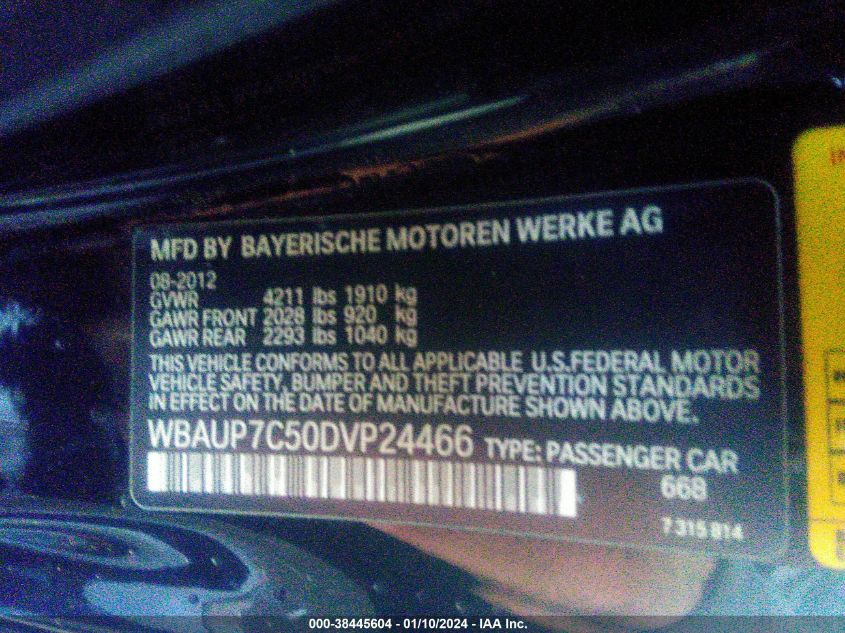 MFD BY BAYERISCHE MOTOREN WERKE AG
08-2012
GVWR 4211 lbs 1910 kg
GAWR FRONT 2028 lbs 920 kg
GAWR REAR 2293 lbs 1040 kg
THIS VEHICLE CONFORMS TO ALL APPLICABLE U.S.FEDERAL MOTOR
VEHICLE SAFETY, BUMPER AND THEFT PREVENTION STANDARDS
IN EFFECT ON THE DATE OF MANUFACTURE SHOWN ABOVE.
WBAUP7C50DVP24466 TYPE: PASSENGER CAR
668
7 315 814
000-38445604 - 01/10/2024 - IAA Inc.